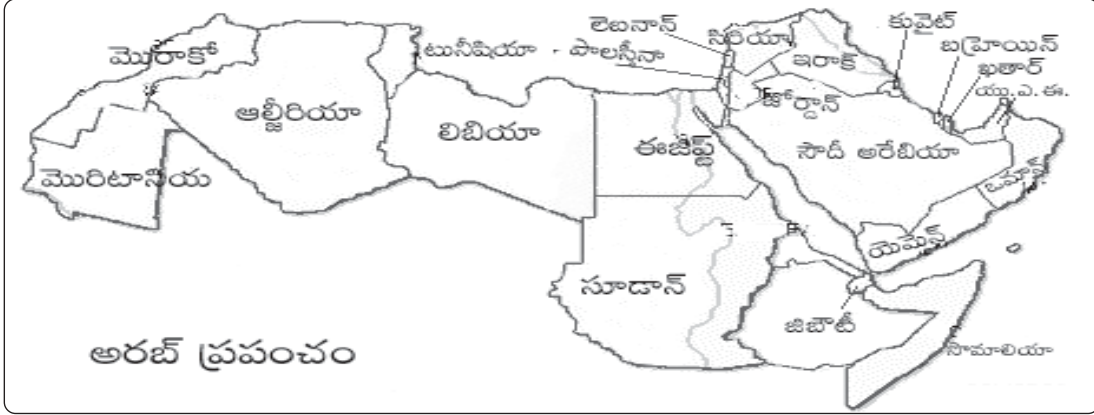 లెబనాన్
సిరియా
కువైట్
మొరాకో
టునీషియా - పాలస్తీనా
ఇరాక్
బహ్రెయిన్
ఖతార్
యు.ఎ.ఈ.
జోర్డాన్
ఆల్జీరియా
లిబియా
ఈజిప్ట్
సౌదీ అరేబియా
మొరిటానియ
ఒమాన్
యెమెన్
సూడాన్
జిబౌటీ
సొమాలియా
అరబ్ ప్రపంచం